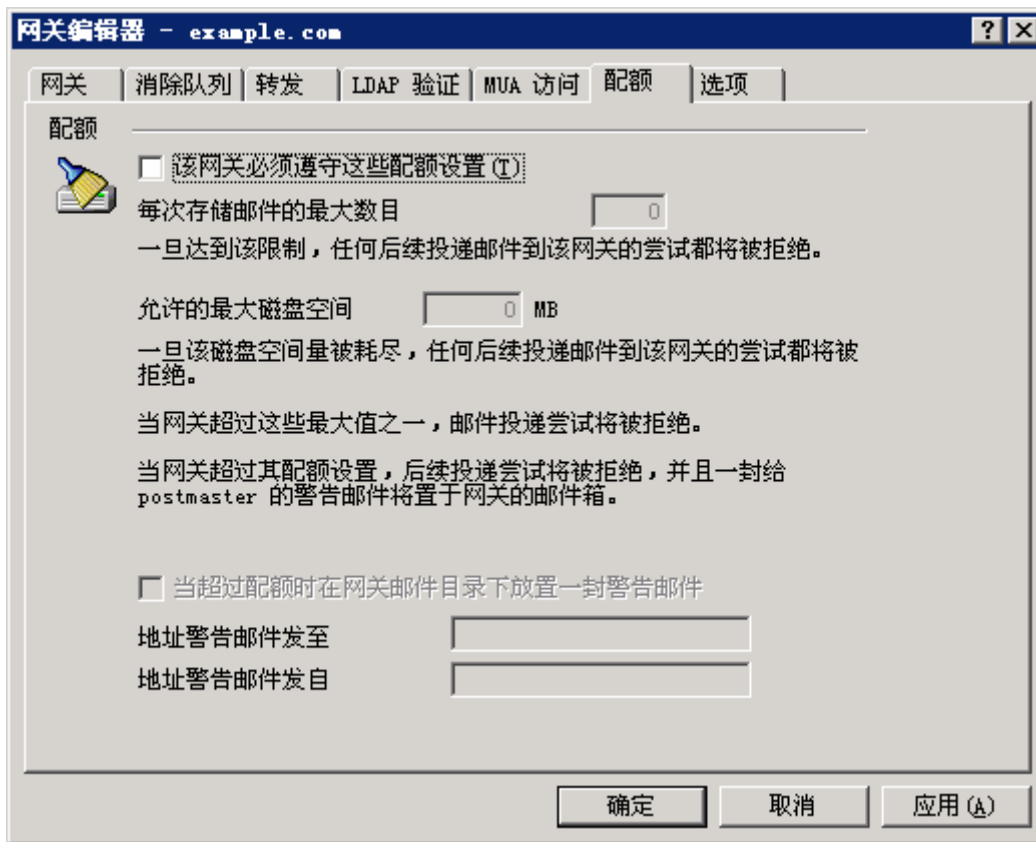 网关编辑器 - example.com
网关 消除队列 转发 LDAP 验证 MUA 访问 配额 选项
配额
该网关必须遵守这些配额设置(T)
每次存储邮件的最大数目 0
一旦达到该限制，任何后续投递邮件到该网关的尝试都将被拒绝。
允许的最大磁盘空间 0 MB
一旦该磁盘空间量被耗尽，任何后续投递邮件到该网关的尝试都将被
拒绝。
当网关超过这些最大值之一，邮件投递尝试将被拒绝。
当网关超过其配额设置，后续投递尝试将被拒绝，并且一封给
postmaster 的警告邮件将置于网关的邮件箱。
当超过配额时在网关邮件目录下放置一封警告邮件
地址警告邮件发至
地址警告邮件发自
确定 取消 应用(A)